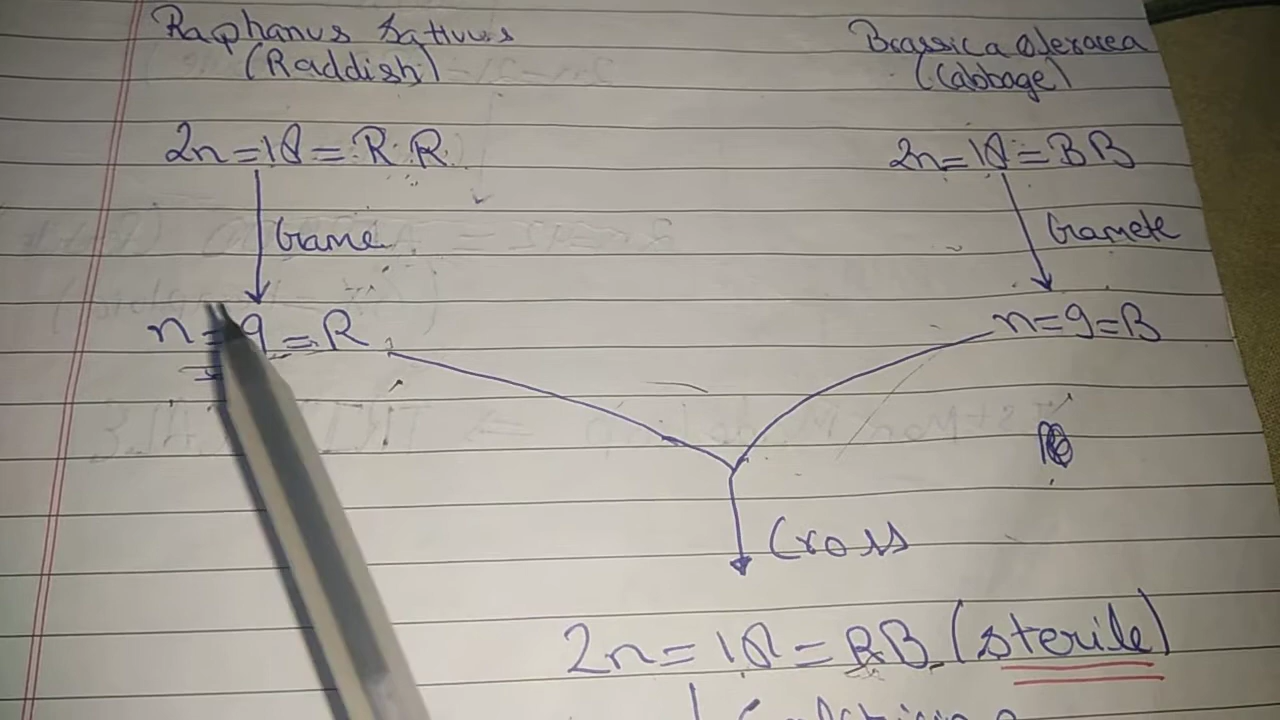 Raphanus Sativus
(Raddish)
Brassica Oleracea
(Cabbage)
2n=18=RR
2n=18=BB
Game
Gamete
n=9=R
n=9=B
Cross
2n=18=RB (sterile)